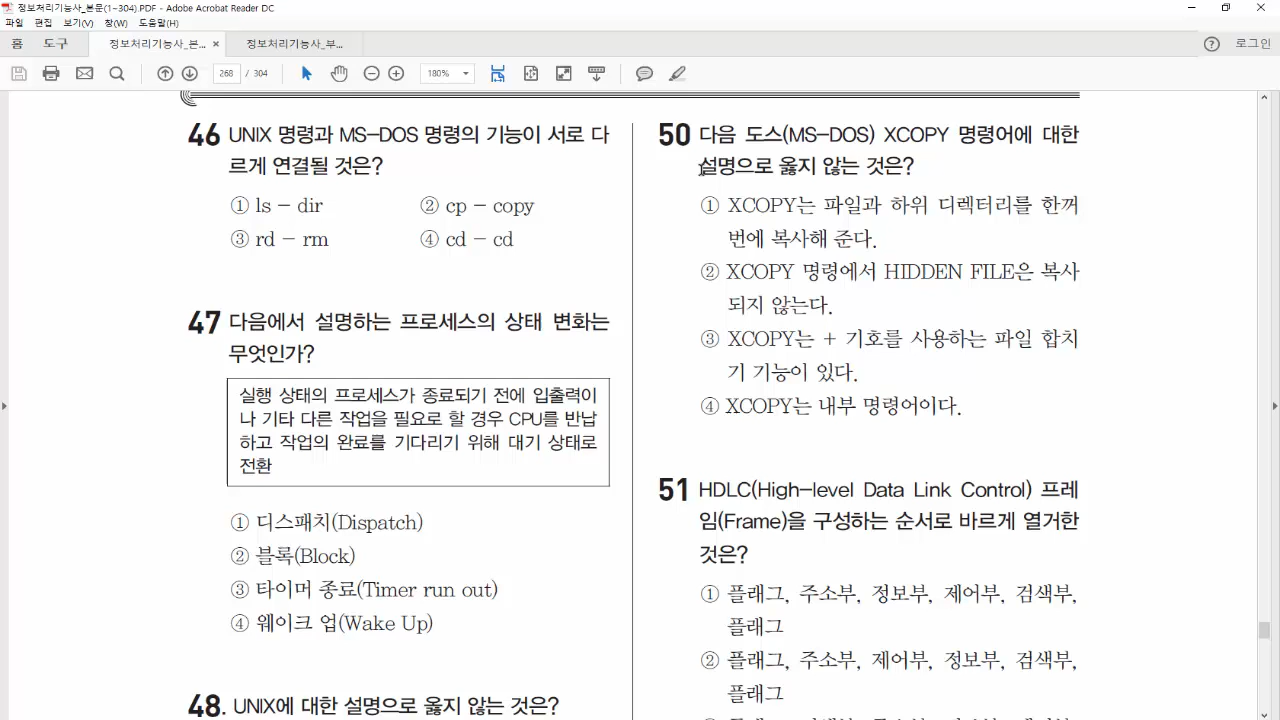 정보처리기능사_본문(1~304).PDF - Adobe Acrobat Reader DC
파일 편집 보기(V) 창(W) 도움말(H)
홈 도구 정보처리기능사_본... × 정보처리기능사_부... 로그인
268 / 304 180%
46 UNIX 명령과 MS-DOS 명령의 기능이 서로 다
르게 연결될 것은?
① ls - dir ② cp - copy
③ rd - rm ④ cd - cd
47 다음에서 설명하는 프로세스의 상태 변화는
무엇인가?
실행 상태의 프로세스가 종료되기 전에 입출력이
나 기타 다른 작업을 필요로 할 경우 CPU를 반납
하고 작업의 완료를 기다리기 위해 대기 상태로
전환
① 디스패치(Dispatch)
② 블록(Block)
③ 타이머 종료(Timer run out)
④ 웨이크 업(Wake Up)
48. UNIX에 대한 설명으로 옳지 않는 것은?
50 다음 도스(MS-DOS) XCOPY 명령어에 대한
설명으로 옳지 않는 것은?
① XCOPY는 파일과 하위 디렉터리를 한꺼
번에 복사해 준다.
② XCOPY 명령에서 HIDDEN FILE은 복사
되지 않는다.
③ XCOPY는 + 기호를 사용하는 파일 합치
기 기능이 있다.
④ XCOPY는 내부 명령어이다.
51 HDLC(High-level Data Link Control) 프레
임(Frame)을 구성하는 순서로 바르게 열거한
것은?
① 플래그, 주소부, 정보부, 제어부, 검색부,
플래그
② 플래그, 주소부, 제어부, 정보부, 검색부,
플래그